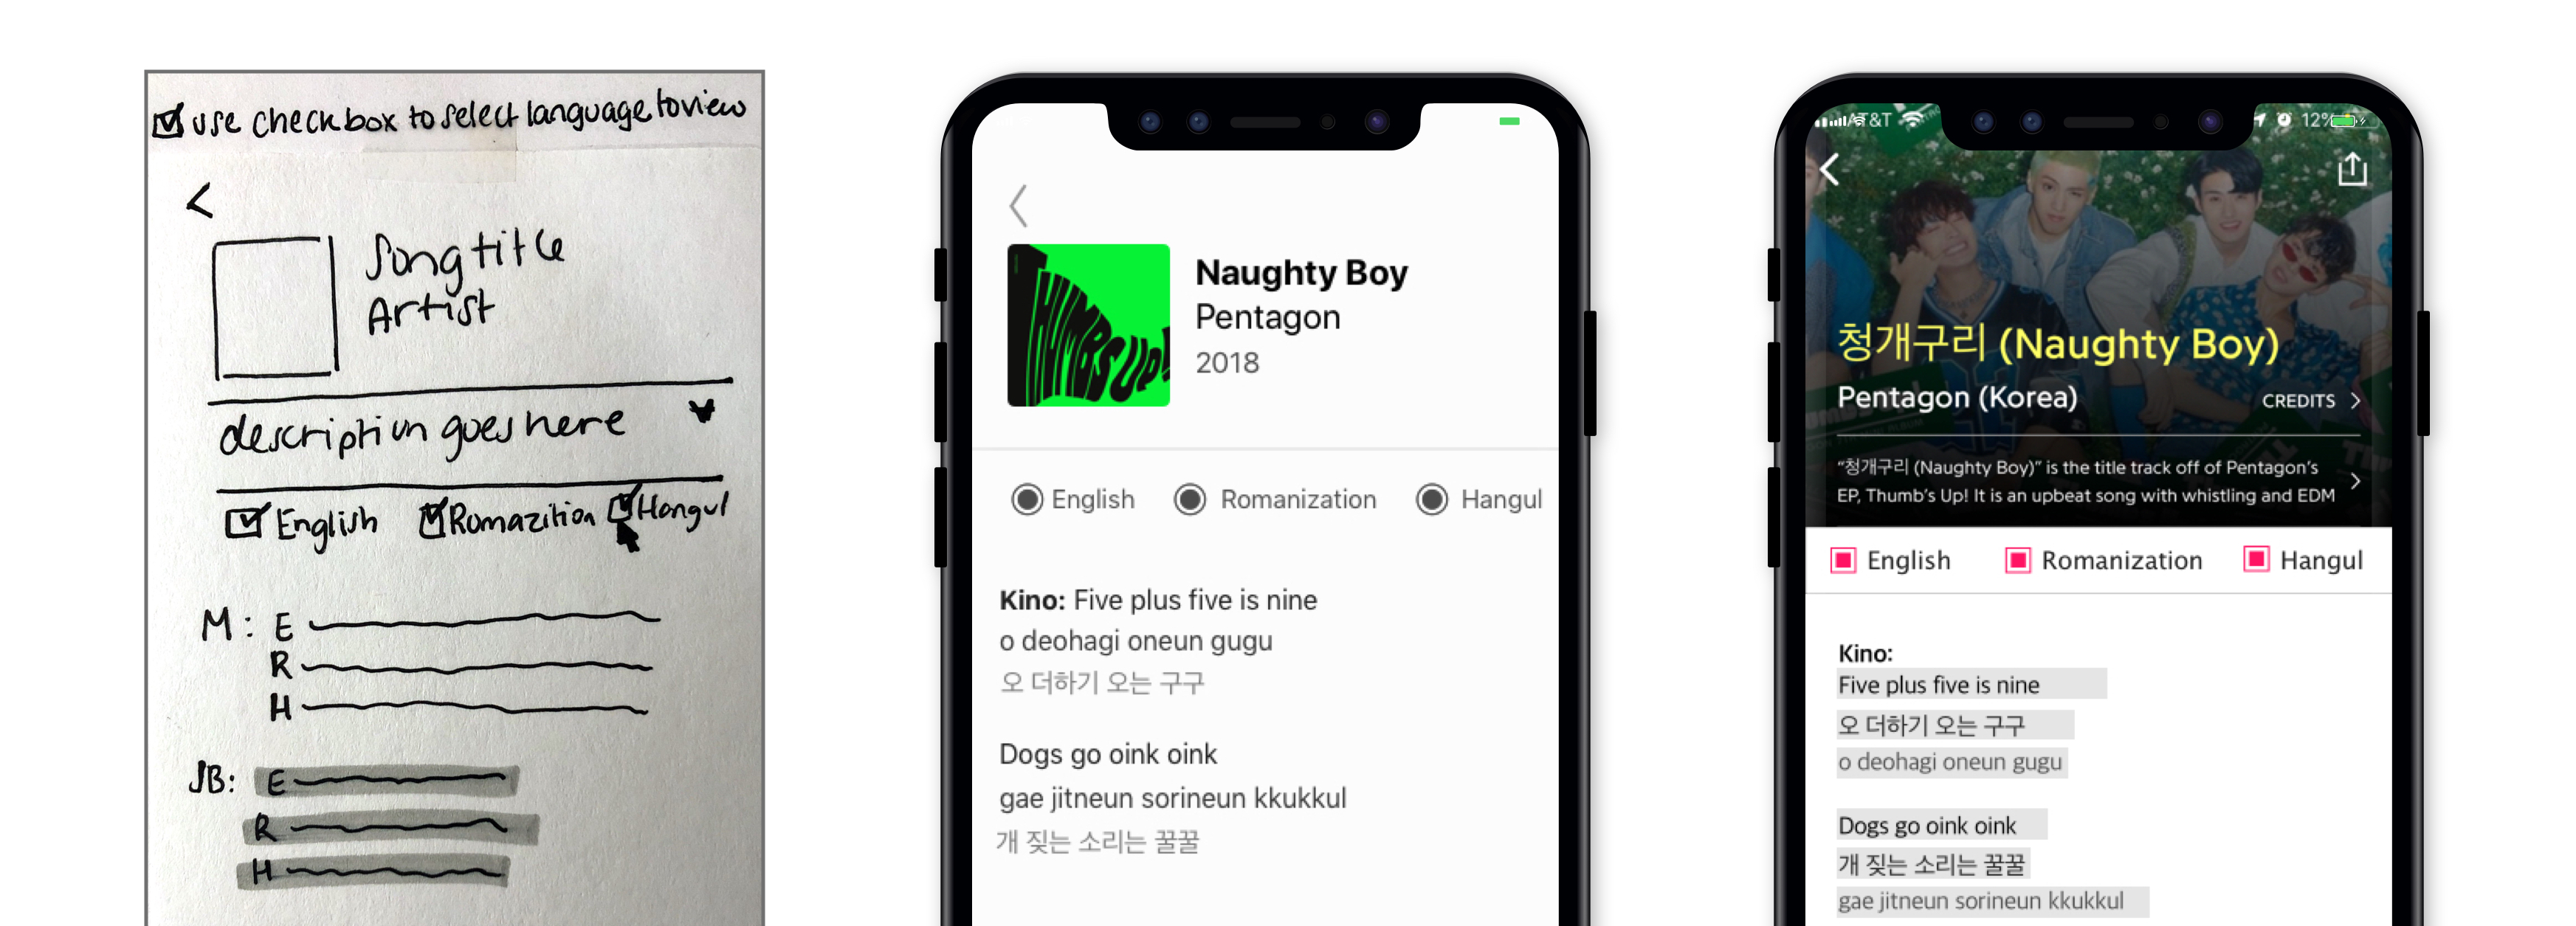 use checkbox to select language to view
<
Song title
Artist
description goes here
English Romazition Hangul
M: E
R
H
JB: E
R
H
THUMBS UP!
Naughty Boy
Pentagon
2018
English Romanization Hangul
Kino: Five plus five is nine
o deohagi oneun gugu
오 더하기 오는 구구
Dogs go oink oink
gae jitneun sorineun kkukkul
개 짖는 소리는 꿀꿀
AT&T 12%
청개구리 (Naughty Boy)
Pentagon (Korea) CREDITS >
“청개구리 (Naughty Boy)” is the title track off of Pentagon’s
EP, Thumb’s Up! It is an upbeat song with whistling and EDM
English Romanization Hangul
Kino:
Five plus five is nine
오 더하기 오는 구구
o deohagi oneun gugu
Dogs go oink oink
개 짖는 소리는 꿀꿀
gae jitneun sorineun kkukkul